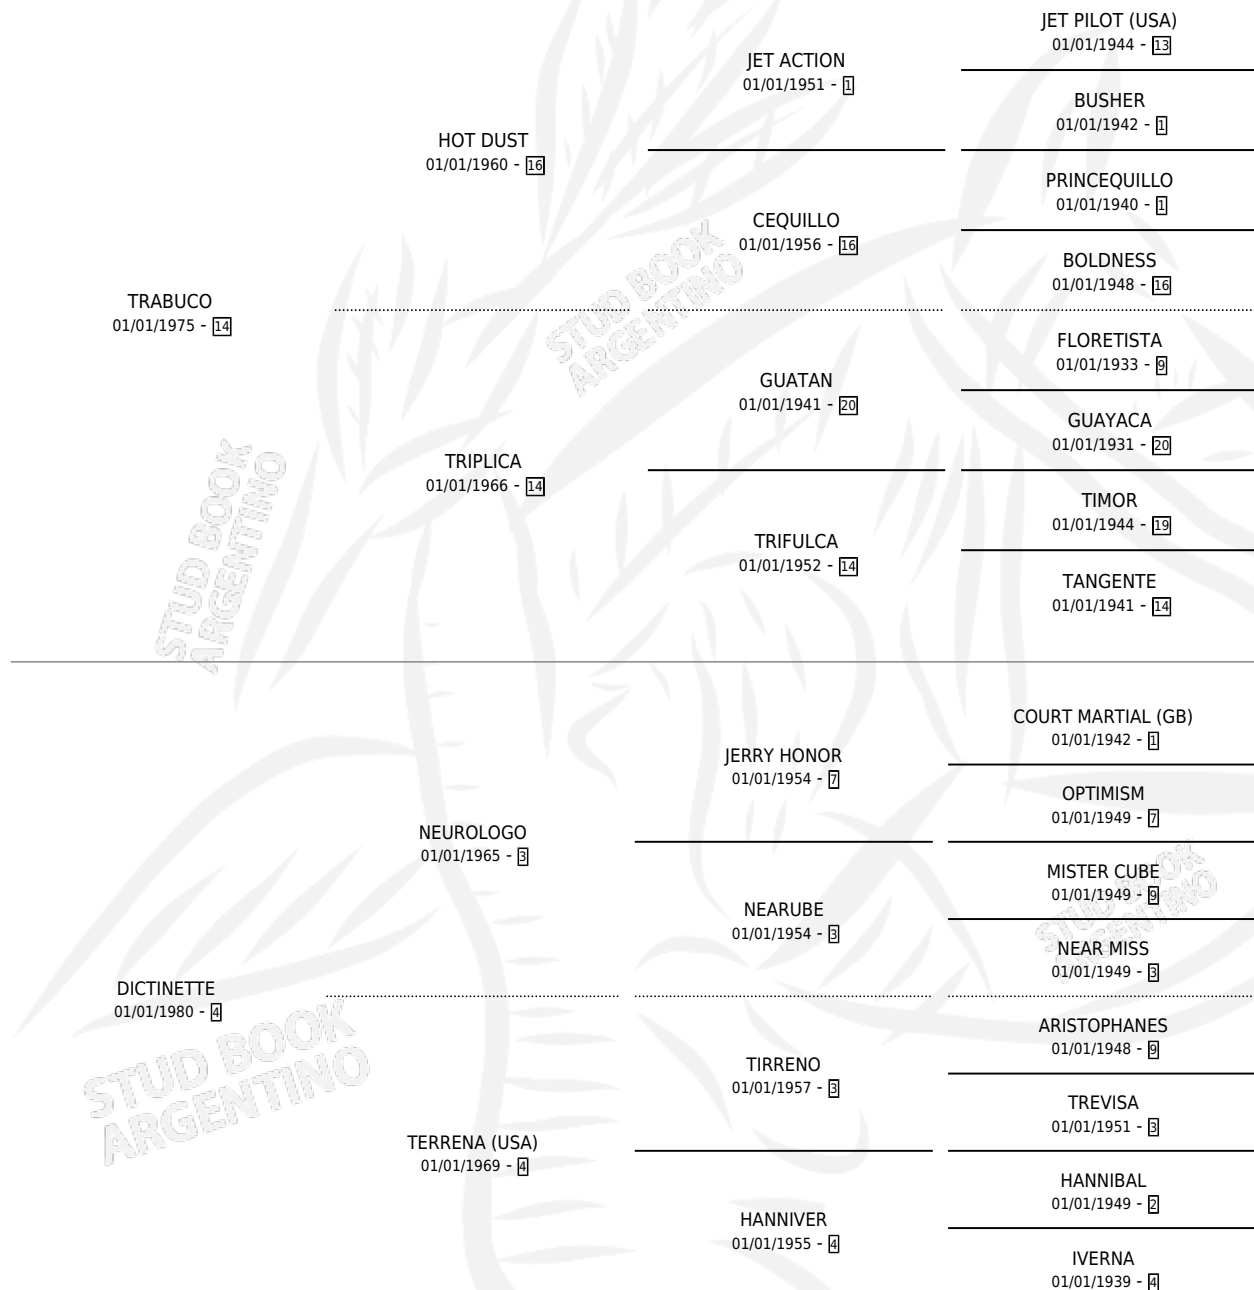 JET PILOT (USA)
01/01/1944 - 13
JET ACTION
01/01/1951 - 1
BUSHER
01/01/1942 - 1
HOT DUST
01/01/1960 - 16
PRINCEQUILLO
01/01/1940 - 1
CEQUILLO
01/01/1956 - 16
BOLDNESS
01/01/1948 - 16
TRABUCO
01/01/1975 - 14
FLORETISTA
01/01/1933 - 9
GUATAN
01/01/1941 - 20
GUAYACA
01/01/1931 - 20
TRIPLICA
01/01/1966 - 14
TIMOR
01/01/1944 - 19
TRIFULCA
01/01/1952 - 14
TANGENTE
01/01/1941 - 14
STUD BOOK
ARGENTINO
STUD BOOK
ARGENTINO
COURT MARTIAL (GB)
01/01/1942 - 1
JERRY HONOR
01/01/1954 - 7
OPTIMISM
01/01/1949 - 7
NEUROLOGO
01/01/1965 - 3
MISTER CUBE
01/01/1949 - 9
NEARUBE
01/01/1954 - 3
NEAR MISS
01/01/1949 - 3
DICTINETTE
01/01/1980 - 4
ARISTOPHANES
01/01/1948 - 9
TIRRENO
01/01/1957 - 3
TREVISA
01/01/1951 - 3
TERRENA (USA)
01/01/1969 - 4
HANNIBAL
01/01/1949 - 2
HANNIVER
01/01/1955 - 4
IVERNA
01/01/1939 - 4
STUD BOOK
ARGENTINO
STUD BOOK
ARGENTINO